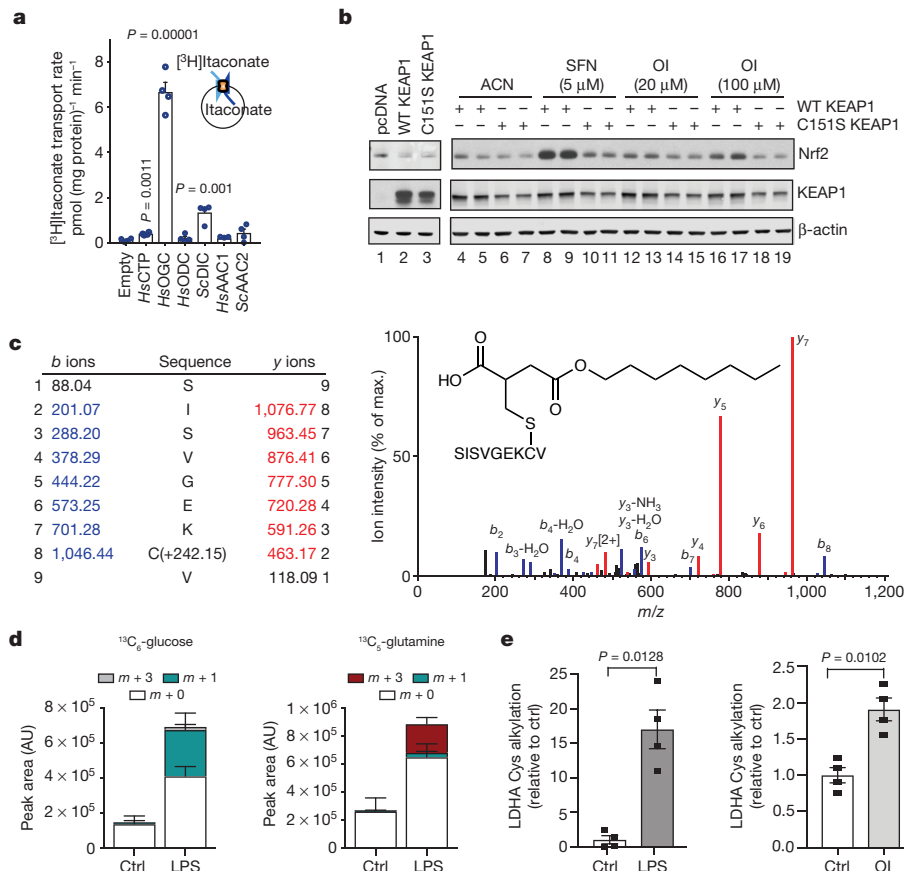 a
P = 0.00001
[³H]Itaconate
Itaconate
P = 0.0011
P = 0.001
[³H]Itaconate transport rate
pmol (mg protein)⁻¹ min⁻¹
8
6
4
2
0
Empty
HsCTP
HsOGC
HsODC
ScDIC
HsAAC1
ScAAC2
b
pcDNA
WT KEAP1
C151S KEAP1
ACN
SFN
(5 μM)
OI
(20 μM)
OI
(100 μM)
+ + – – + + – – + + – – + + – – WT KEAP1
– – + + – – + + – – + + – – + + C151S KEAP1
Nrf2
KEAP1
β-actin
1 2 3 4 5 6 7 8 9 10 11 12 13 14 15 16 17 18 19
c
b ions Sequence y ions
1 88.04 S 9
2 201.07 I 1,076.77 8
3 288.20 S 963.45 7
4 378.29 V 876.41 6
5 444.22 G 777.30 5
6 573.25 E 720.28 4
7 701.28 K 591.26 3
8 1,046.44 C(+242.15) 463.17 2
9 V 118.09 1
Ion intensity (% of max.)
100
50
0
O
HO
O
O
S
SISVGEKCV
y₇
y₅
y₃-NH₃
y₃-H₂O
b₂
b₃-H₂O
b₄-H₂O
b₄
y₇[2+]
b₆
y₃
b₇
y₄
y₆
b₈
0 200 400 600 800 1,000 1,200
m/z
d
¹³C₆-glucose
m + 3 m + 1
m + 0
Peak area (AU)
8 × 10⁵
6 × 10⁵
4 × 10⁵
2 × 10⁵
0
Ctrl LPS
¹³C₅-glutamine
m + 3 m + 1
m + 0
Peak area (AU)
1 × 10⁶
8 × 10⁵
6 × 10⁵
4 × 10⁵
2 × 10⁵
0
Ctrl LPS
e
P = 0.0128
LDHA Cys alkylation
(relative to ctrl)
25
20
15
10
5
0
Ctrl LPS
P = 0.0102
LDHA Cys alkylation
(relative to ctrl)
2.5
2.0
1.5
1.0
0.5
0
Ctrl OI